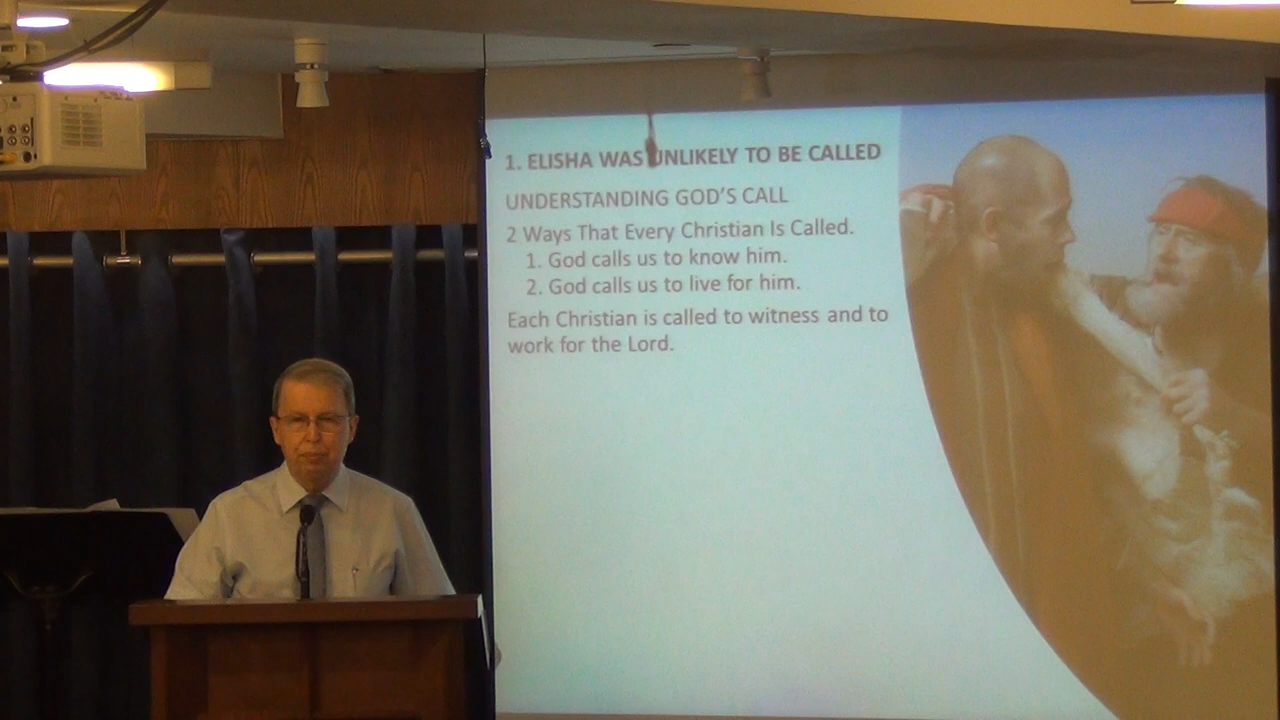 1. ELISHA WAS UNLIKELY TO BE CALLED
UNDERSTANDING GOD'S CALL
2 Ways That Every Christian Is Called.
1. God calls us to know him.
2. God calls us to live for him.
Each Christian is called to witness and to
work for the Lord.